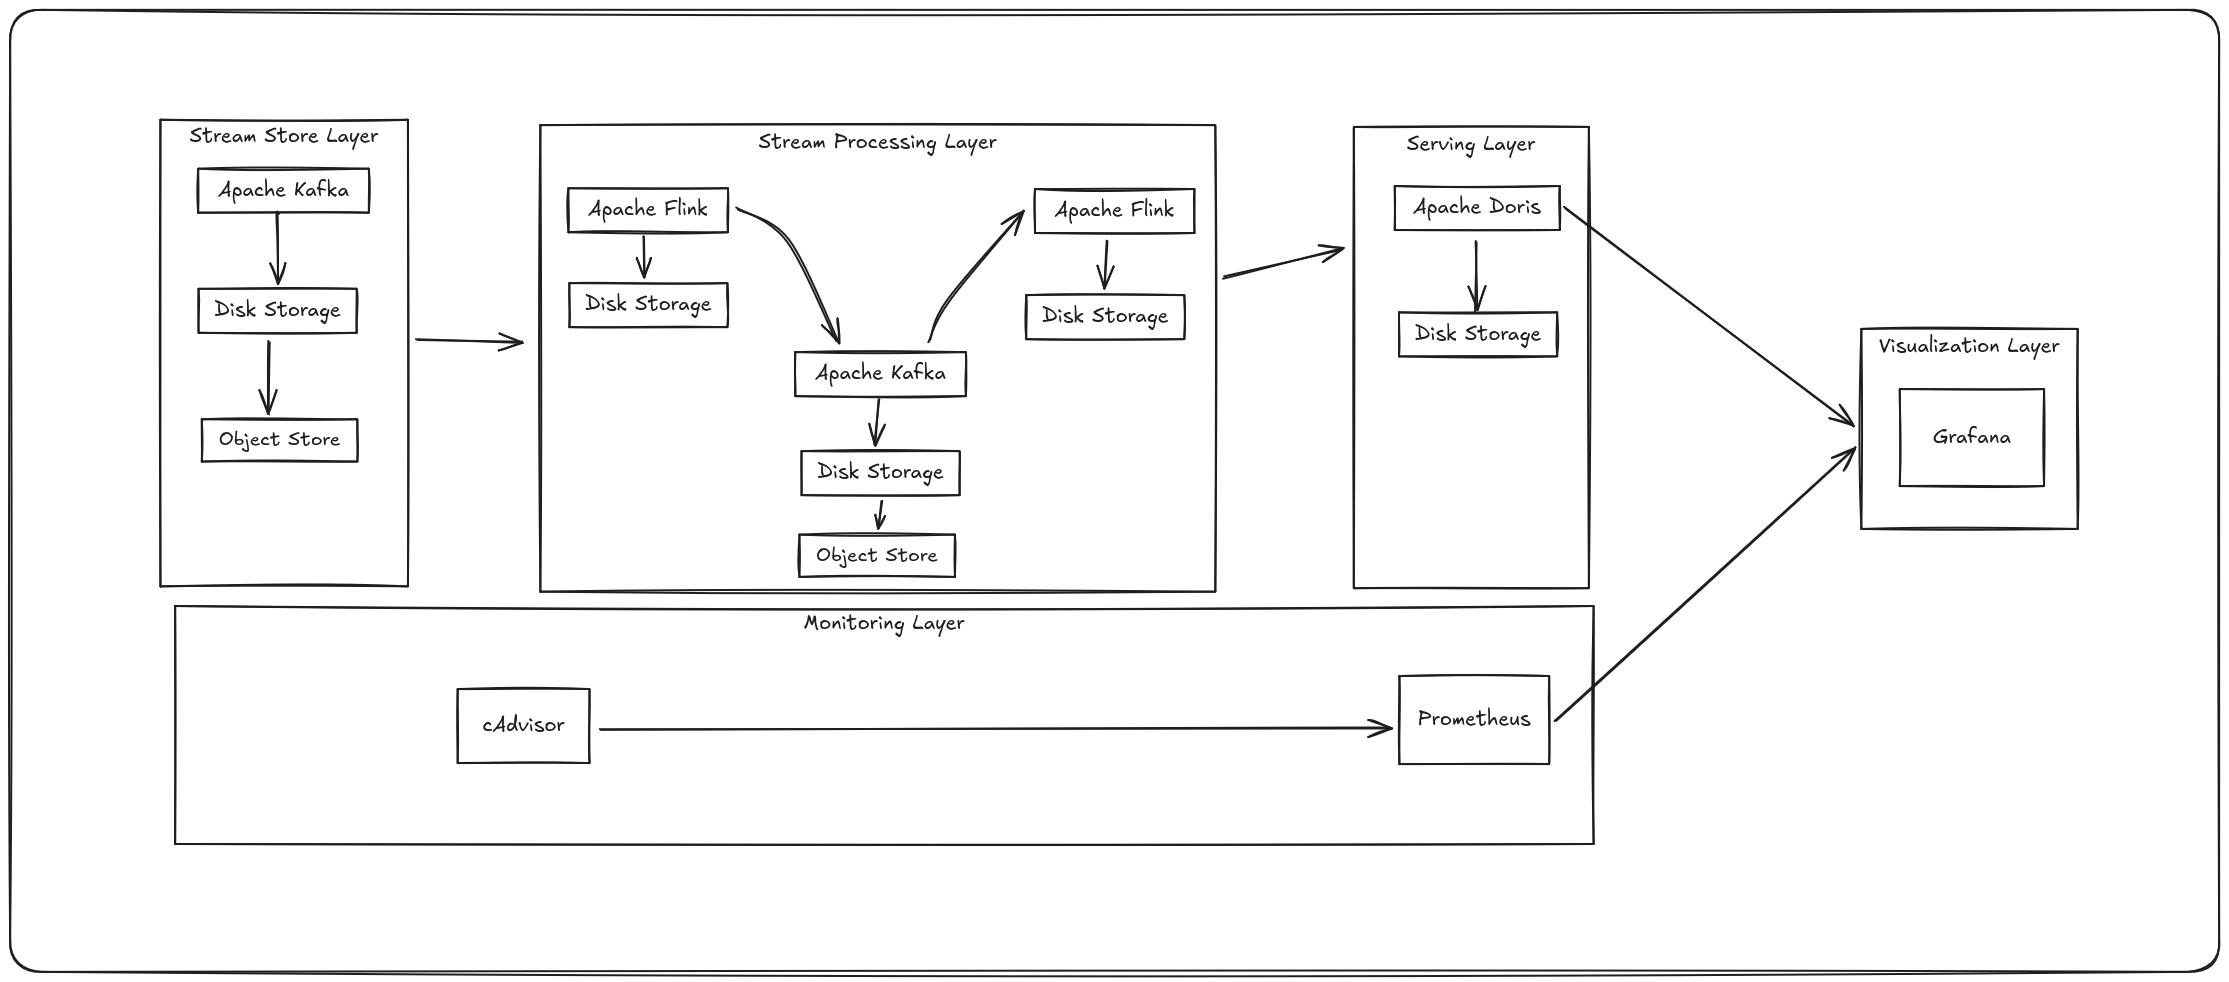 Stream Store Layer
Apache Kafka
Disk Storage
Object Store
Stream Processing Layer
Apache Flink
Disk Storage
Apache Kafka
Disk Storage
Object Store
Apache Flink
Disk Storage
Serving Layer
Apache Doris
Disk Storage
Visualization Layer
Grafana
Monitoring Layer
cAdvisor
Prometheus